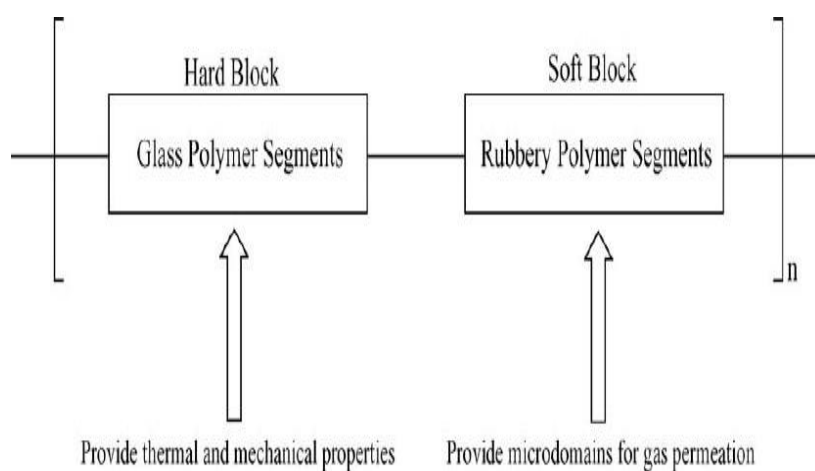 Hard Block
Soft Block
Glass Polymer Segments
Rubbery Polymer Segments
n
Provide thermal and mechanical properties
Provide microdomains for gas permeation